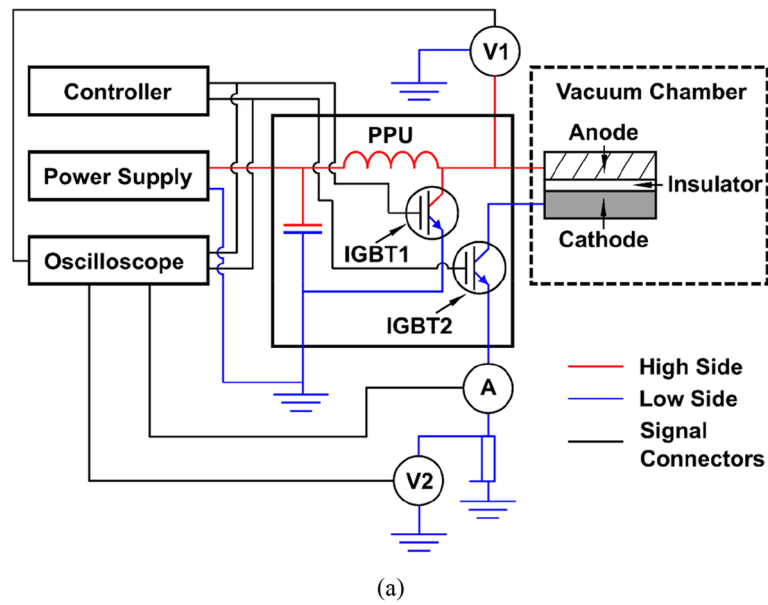 V1
Controller
Vacuum Chamber
PPU
Anode
Power Supply
Insulator
IGBT1
Cathode
Oscilloscope
IGBT2
High Side
A
Low Side
Signal
Connectors
V2
(a)